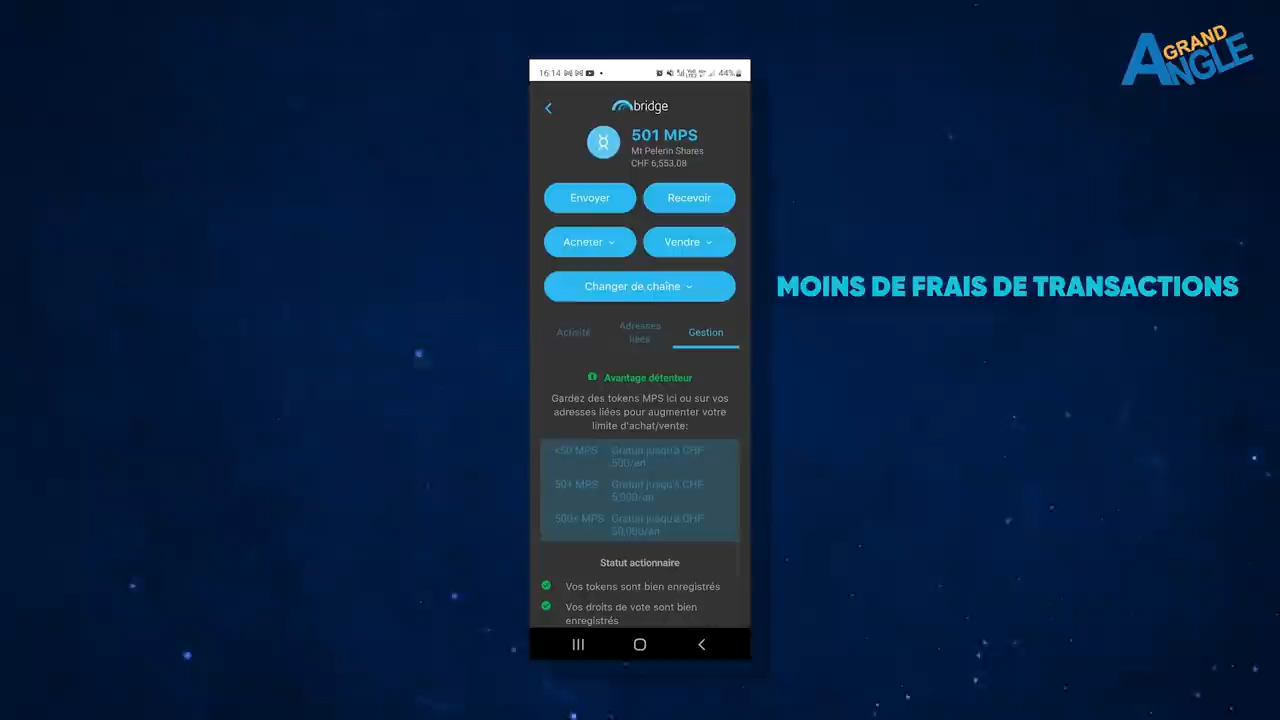 GRAND
ANGLE
16:14
44%
bridge
501 MPS
Mt Pelerin Shares
CHF 6,553.08
Envoyer
Recevoir
Acheter
Vendre
Changer de chaîne
MOINS DE FRAIS DE TRANSACTIONS
Activité
Adresses
liées
Gestion
Avantage détenteur
Gardez des tokens MPS ici ou sur vos
adresses liées pour augmenter votre
limite d'achat/vente:
<50 MPS Gratuit jusqu'à CHF
500/an
50+ MPS Gratuit jusqu'à CHF
5,000/an
500+ MPS Gratuit jusqu'à CHF
50,000/an
Statut actionnaire
Vos tokens sont bien enregistrés
Vos droits de vote sont bien
enregistrés